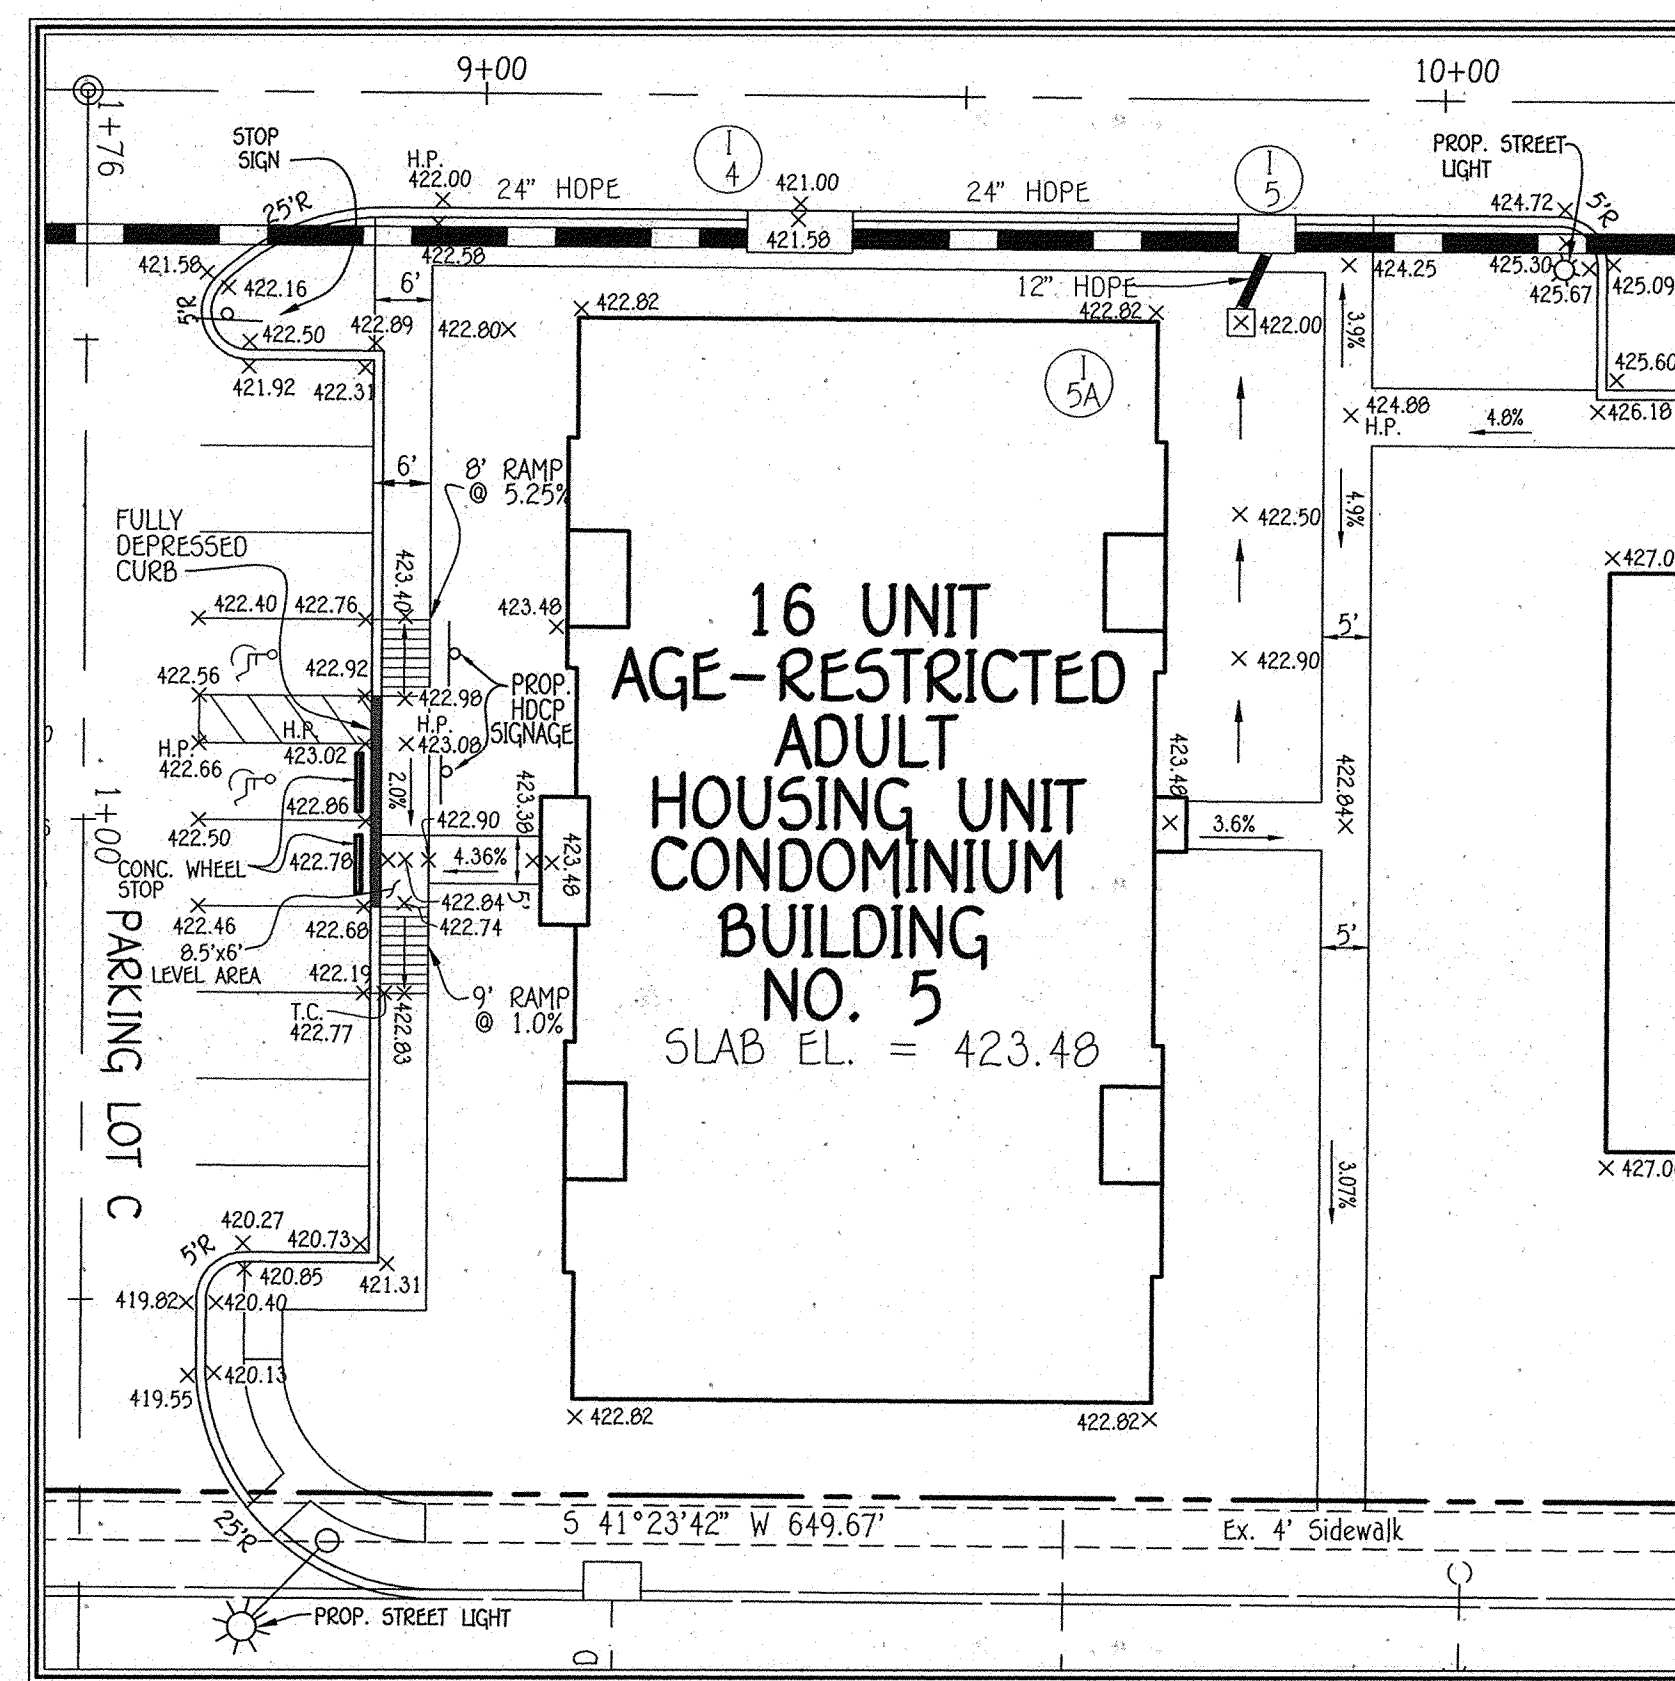 9+00
10+00
1+76
STOP
SIGN
H.P.
422.00
25'R
24" HDPE
I
4
421.00
24" HDPE
I
5
PROP. STREET
LIGHT
424.72
5'R
421.58
422.58
421.58
424.25
425.30
425.67
425.09
422.16
5'R
6'
12" HDPE
422.82
422.82
422.50
422.89
422.80
422.00
3.9%
421.92
422.31
I
5A
425.60
424.88
H.P.
4.8%
426.18
6'
8' RAMP
@ 5.25%
4.9%
422.50
FULLY
DEPRESSED
CURB
423.40
427.0
422.40
422.76
423.48
5'
422.92
422.90
422.56
422.98
PROP.
HDCP
SIGNAGE
H.P.
423.02
H.P.
423.08
H.P.
422.66
2.0%
422.86
423.38
423.48
422.84
422.90
422.50
1+00
3.6%
CONC. WHEEL
STOP
422.78
4.36%
423.48
5'
422.84
422.46
422.68
422.74
8.5'x6'
LEVEL AREA
422.19
5'
T.C.
422.77
422.83
9' RAMP
@ 1.0%
16 UNIT
AGE-RESTRICTED
ADULT
HOUSING UNIT
CONDOMINIUM
BUILDING
NO. 5
SLAB EL. = 423.48
PARKING LOT C
3.07%
427.0
420.27
5'R
420.73
420.85
421.31
419.82
420.40
419.55
420.13
422.82
422.82
25'R
S 41°23'42" W 649.67'
Ex. 4' Sidewalk
PROP. STREET LIGHT
D
C